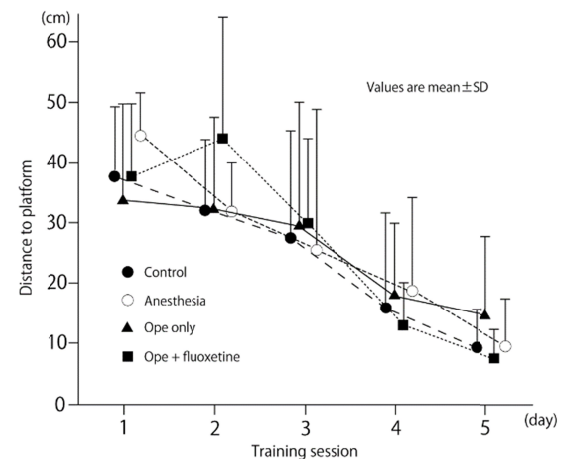 (cm)
60
50
40
30
20
10
0
Distance to platform
Values are mean±SD
Control
Anesthesia
Ope only
Ope + fluoxetine
1 2 3 4 5 (day)
Training session